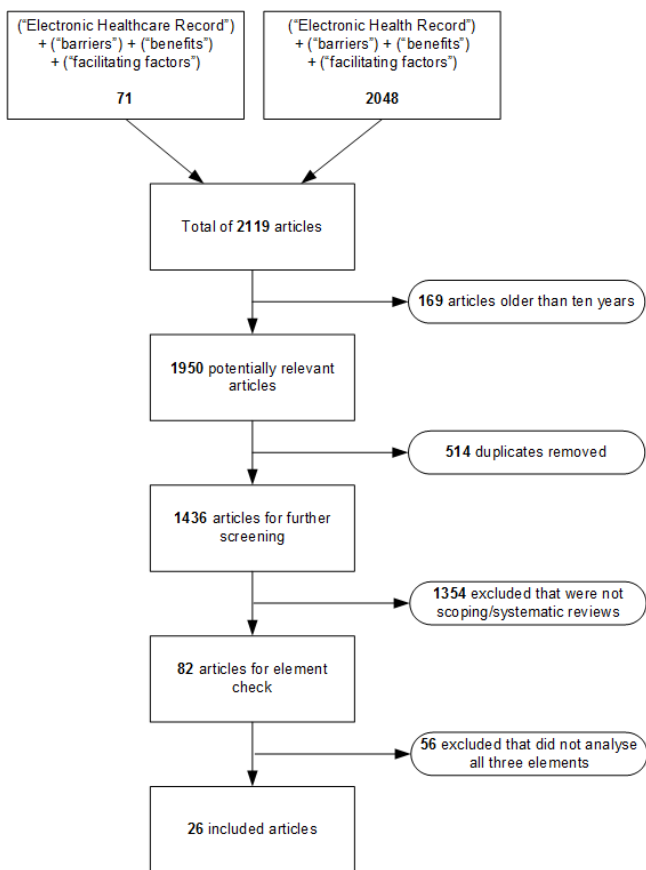 (“Electronic Healthcare Record”)
+ (“barriers”) + (“benefits”)
+ (“facilitating factors”)
71
(“Electronic Health Record”)
+ (“barriers”) + (“benefits”)
+ (“facilitating factors”)
2048
Total of 2119 articles
169 articles older than ten years
1950 potentially relevant
articles
514 duplicates removed
1436 articles for further
screening
1354 excluded that were not
scoping/systematic reviews
82 articles for element
check
56 excluded that did not analyse
all three elements
26 included articles